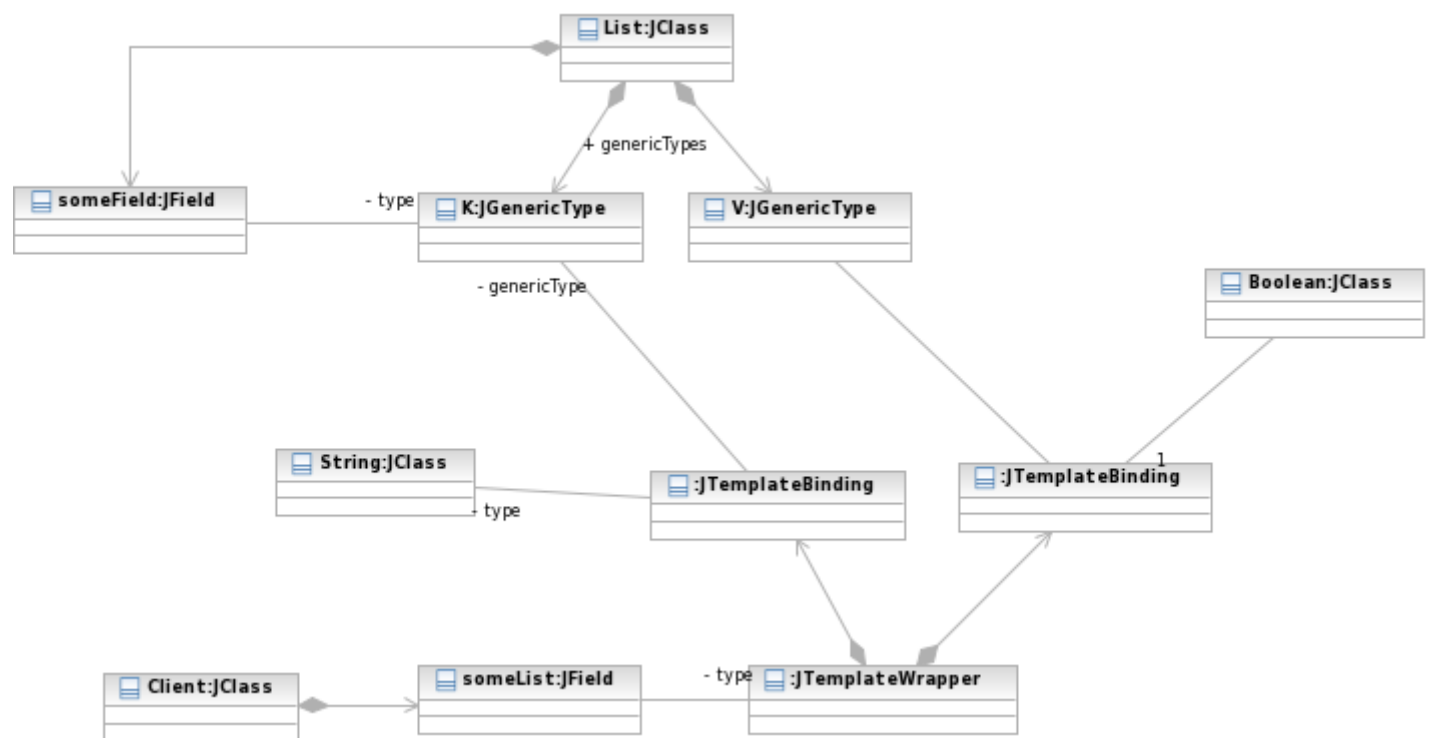 List:JClass
+ genericTypes
someField:JField
- type
K:JGenericType
V:JGenericType
- genericType
Boolean:JClass
String:JClass
- type
:JTemplateBinding
1
:JTemplateBinding
Client:JClass
someList:JField
- type
:JTemplateWrapper